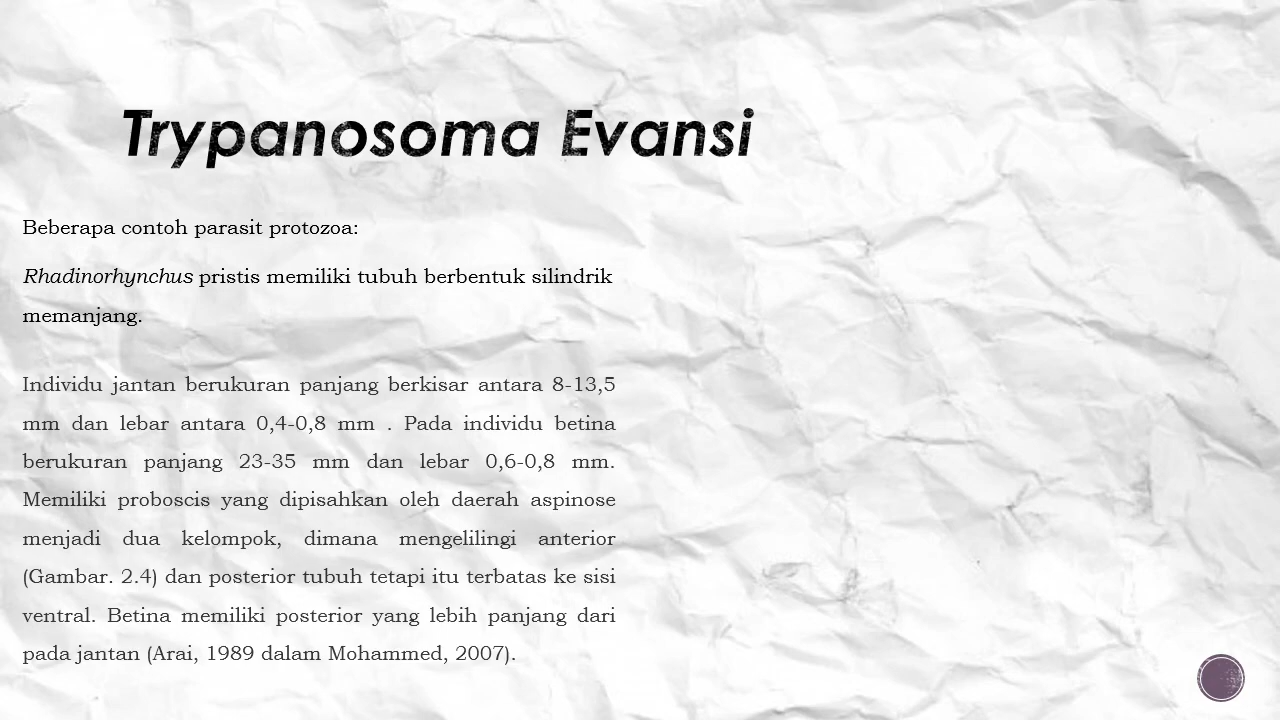 Trypanosoma Evansi
Beberapa contoh parasit protozoa:
Rhadinorhynchus pristis memiliki tubuh berbentuk silindrik
memanjang.
Individu jantan berukuran panjang berkisar antara 8-13,5
mm dan lebar antara 0,4-0,8 mm . Pada individu betina
berukuran panjang 23-35 mm dan lebar 0,6-0,8 mm.
Memiliki proboscis yang dipisahkan oleh daerah aspinose
menjadi dua kelompok, dimana mengelilingi anterior
(Gambar. 2.4) dan posterior tubuh tetapi itu terbatas ke sisi
ventral. Betina memiliki posterior yang lebih panjang dari
pada jantan (Arai, 1989 dalam Mohammed, 2007).